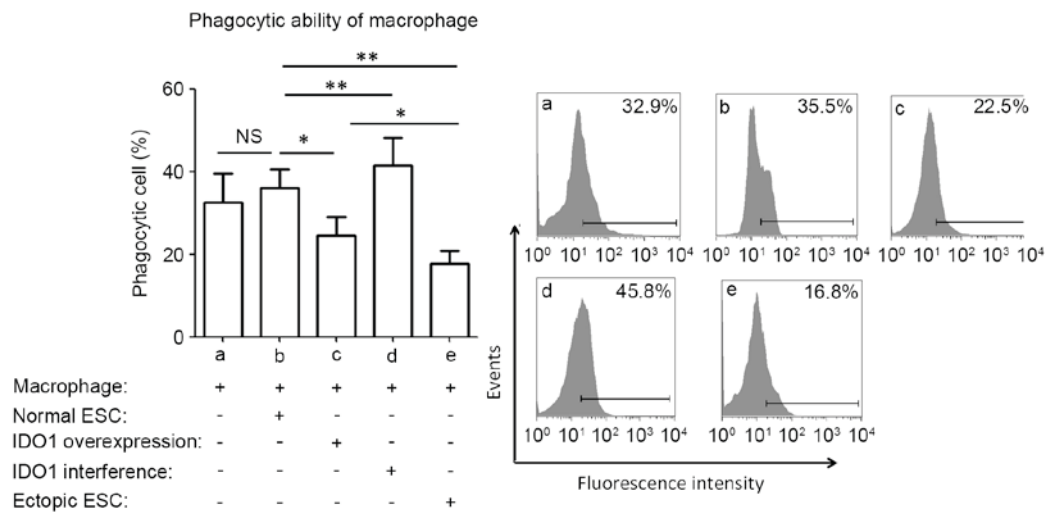 Phagocytic ability of macrophage
**
**
*
NS
*
Phagocytic cell (%)
60
40
20
0
a b c d e
Macrophage: + + + + +
Normal ESC: - + - - -
IDO1 overexpression: - - + - -
IDO1 interference: - - - + -
Ectopic ESC: - - - - +
a 32.9%
b 35.5%
c 22.5%
10⁰ 10¹ 10² 10³ 10⁴
10⁰ 10¹ 10² 10³ 10⁴
10⁰ 10¹ 10² 10³ 10⁴
d 45.8%
e 16.8%
10⁰ 10¹ 10² 10³ 10⁴
10⁰ 10¹ 10² 10³ 10⁴
Events
Fluorescence intensity